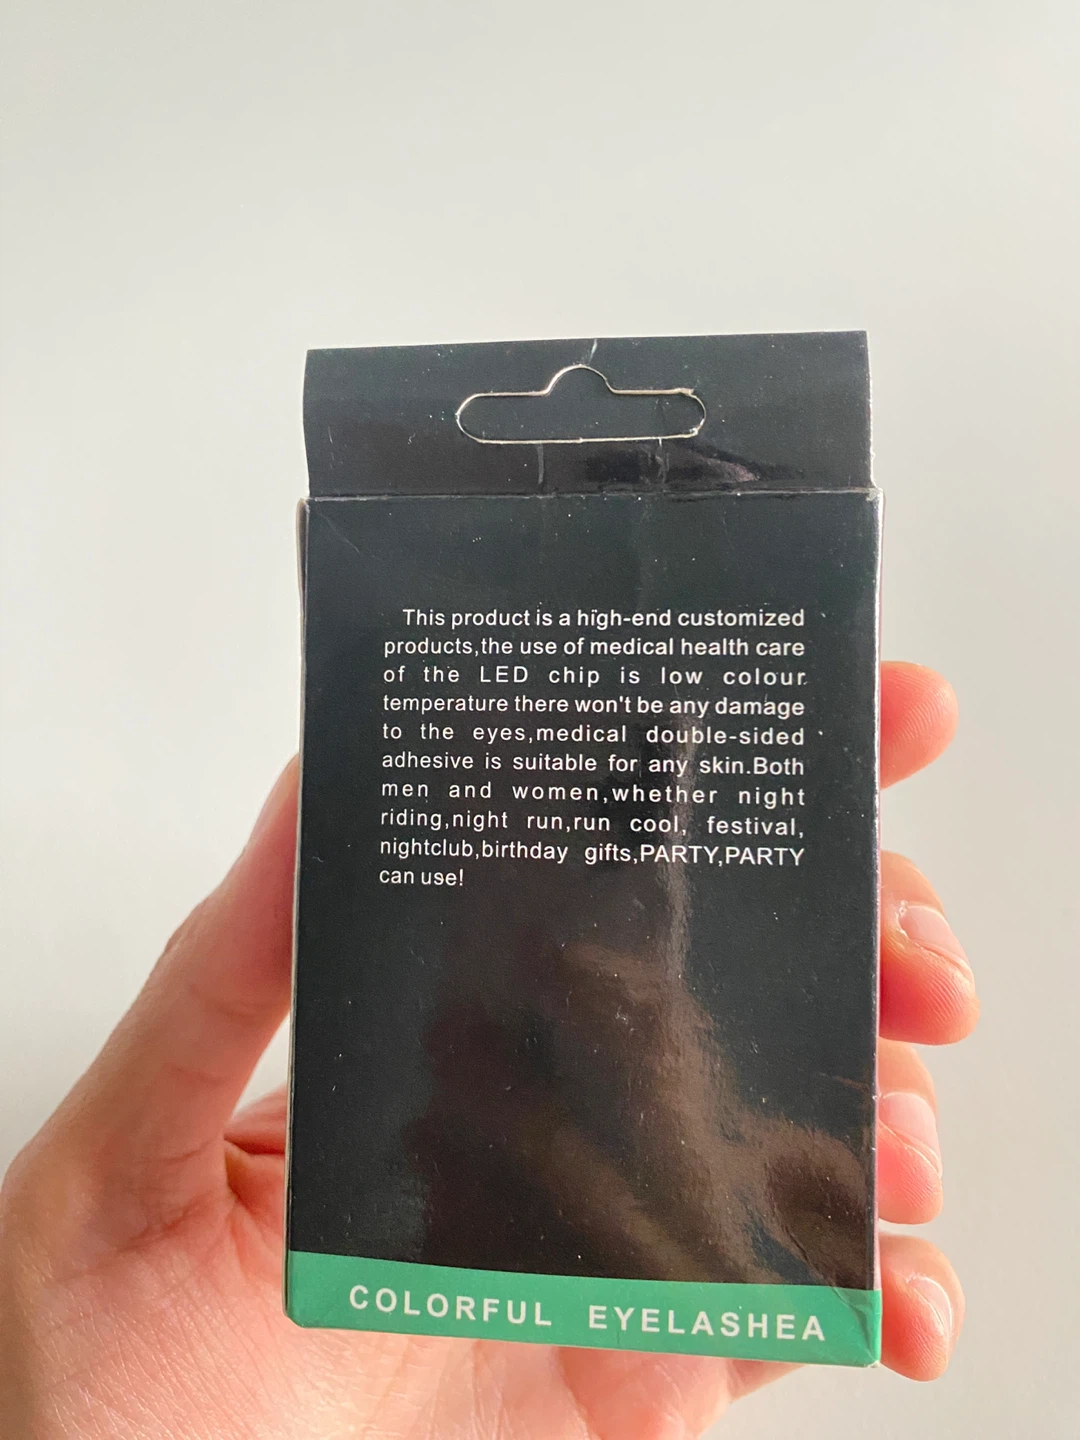 This product is a high-end customized
products,the use of medical health care
of the LED chip is low colour
temperature there won't be any damage
to the eyes,medical double-sided
adhesive is suitable for any skin.Both
men and women,whether night
riding,night run,run cool, festival,
nightclub,birthday gifts,PARTY,PARTY
can use!
COLORFUL EYELASHEA